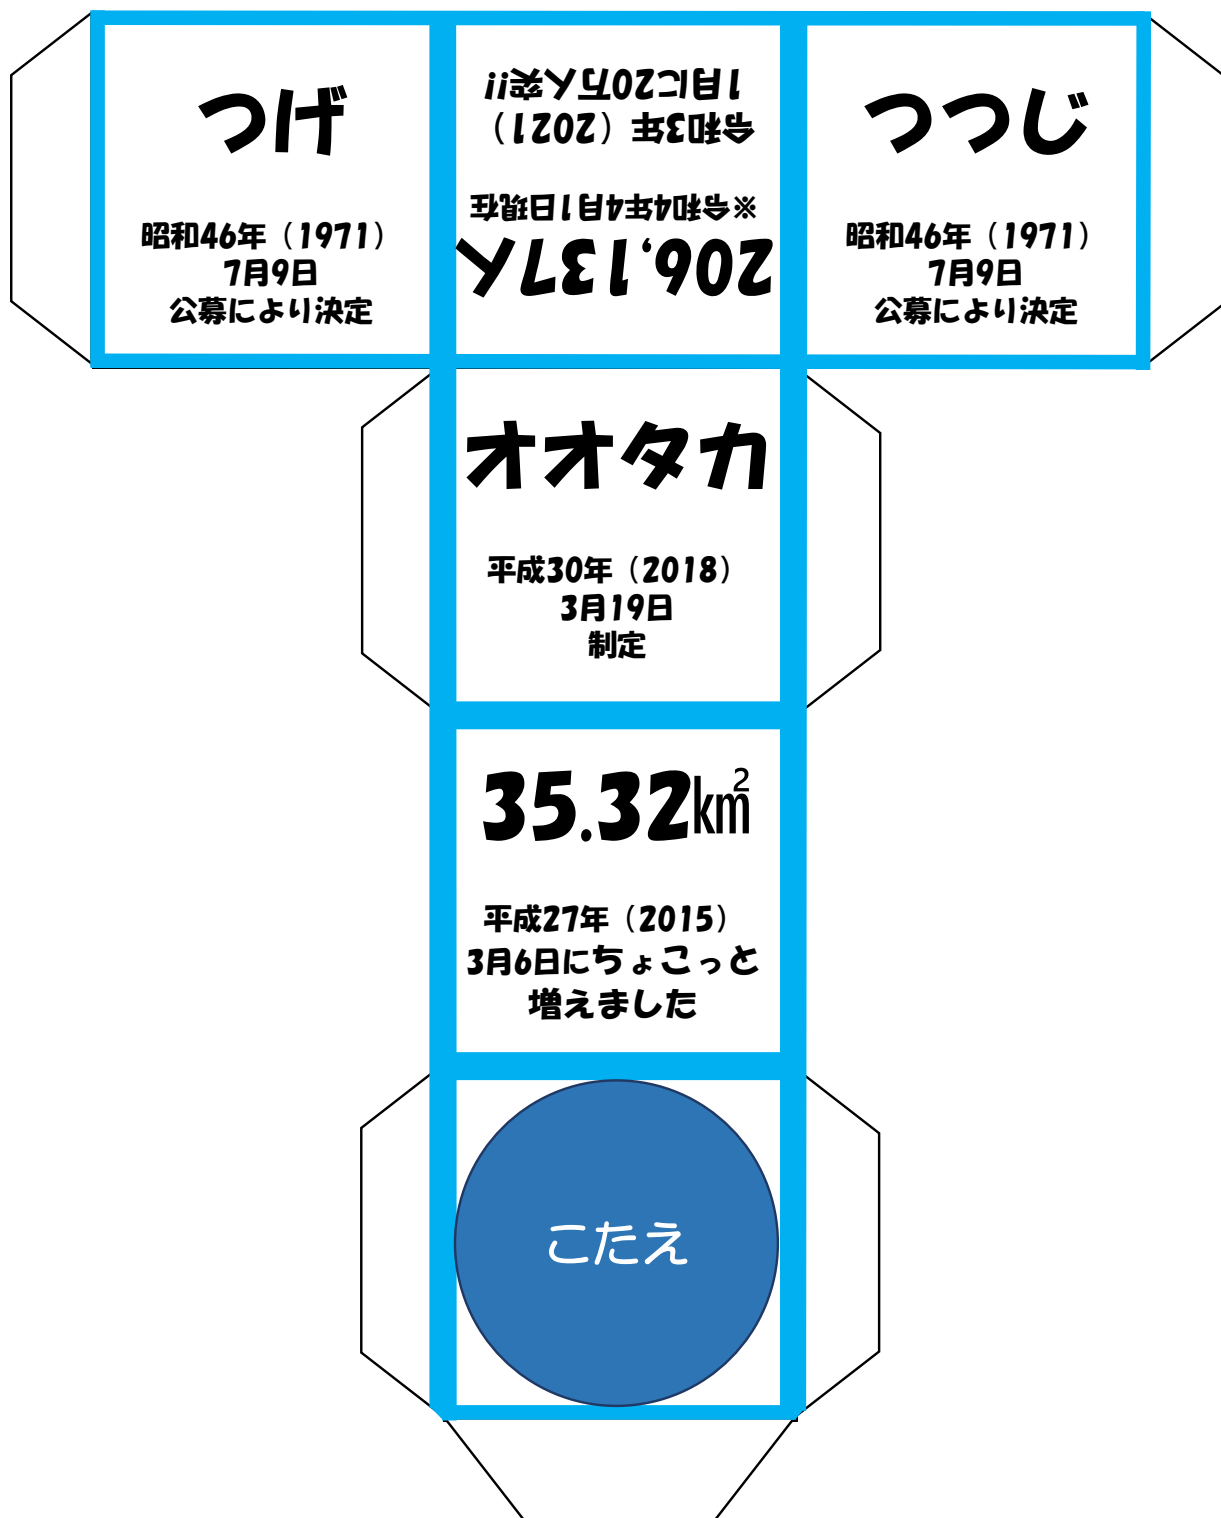 つげ
昭和46年（1971）
7月9日
公募により決定
206,137人
※令和4年4月1日現在
令和3年（2021）
1月に20万人突!!
つつじ
昭和46年（1971）
7月9日
公募により決定
オオタカ
平成30年（2018）
3月19日
制定
35.32㎢
平成27年（2015）
3月6日にちょこっと
増えました
こたえ